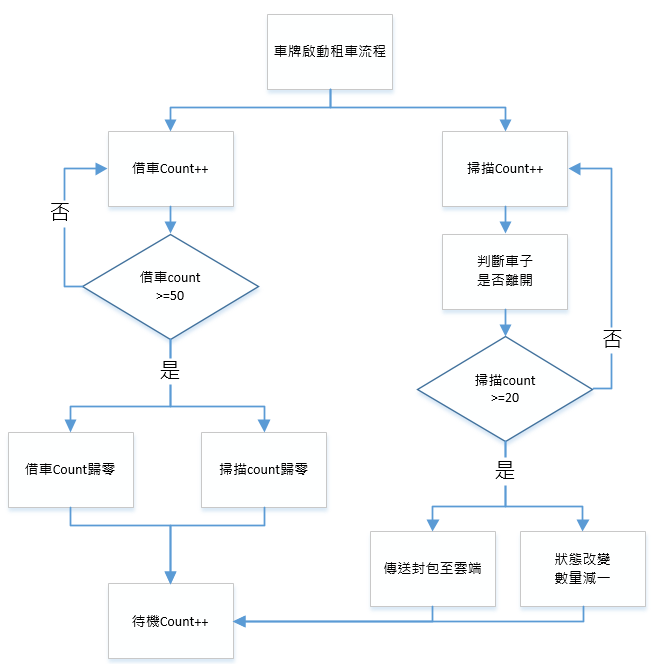 車牌啟動租車流程
借車Count++
掃描Count++
否
判斷車子
是否離開
借車count
>=50
否
掃描count
>=20
是
是
借車Count歸零
掃描count歸零
傳送封包至雲端
狀態改變
數量減一
待機Count++